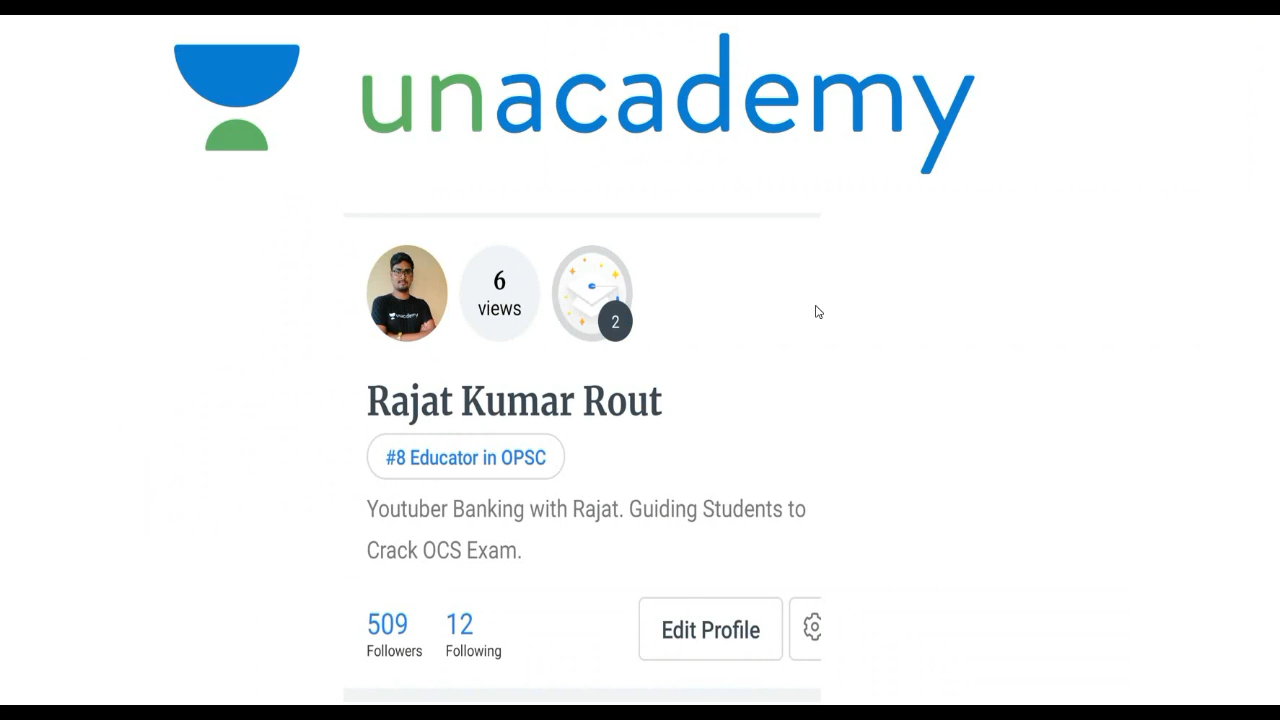 unacademy
6
views
2
Rajat Kumar Rout
#8 Educator in OPSC
Youtuber Banking with Rajat. Guiding Students to
Crack OCS Exam.
509 12
Followers Following
Edit Profile
unacademy